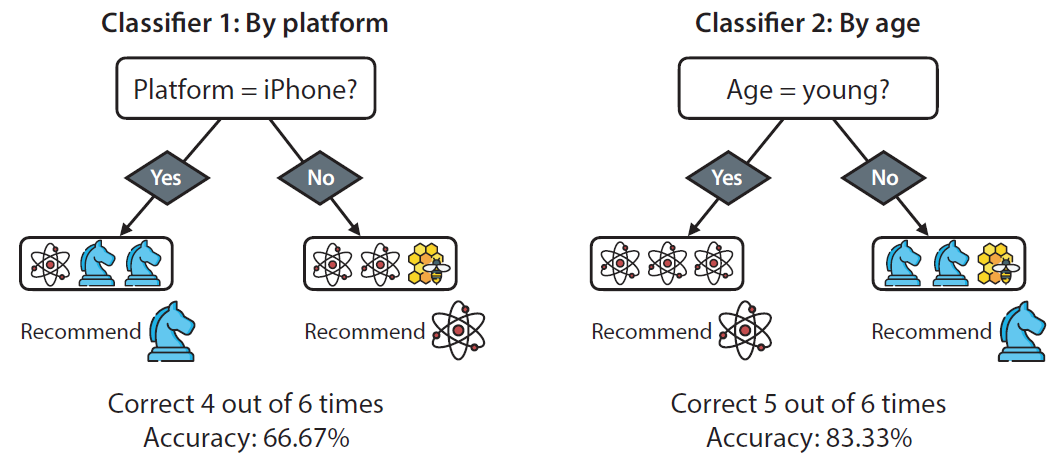 Classifier 1: By platform
Platform = iPhone?
Yes
No
Recommend
Recommend
Correct 4 out of 6 times
Accuracy: 66.67%
Classifier 2: By age
Age = young?
Yes
No
Recommend
Recommend
Correct 5 out of 6 times
Accuracy: 83.33%